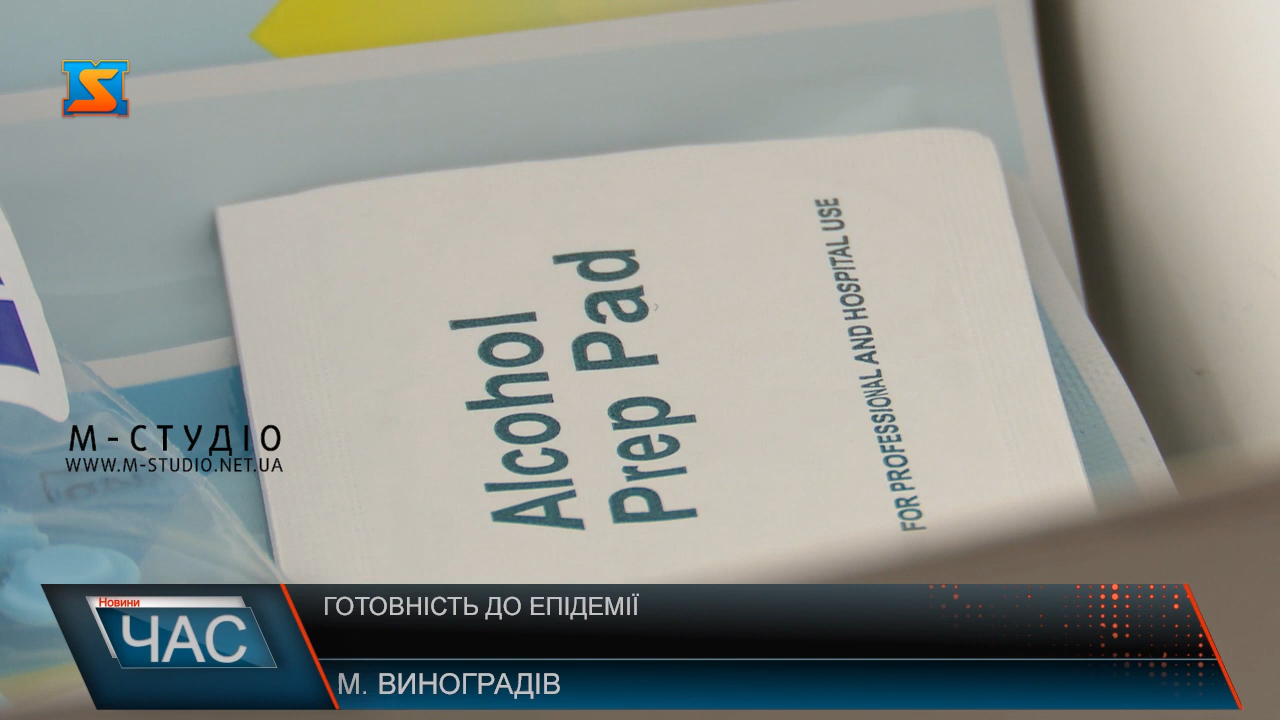 Alcohol
Prep Pad
FOR PROFESSIONAL AND HOSPITAL USE
М-СТУДІО
WWW.M-STUDIO.NET.UA
Новини
ЧАС
ГОТОВНІСТЬ ДО ЕПІДЕМІЇ
М. ВИНОГРАДІВ